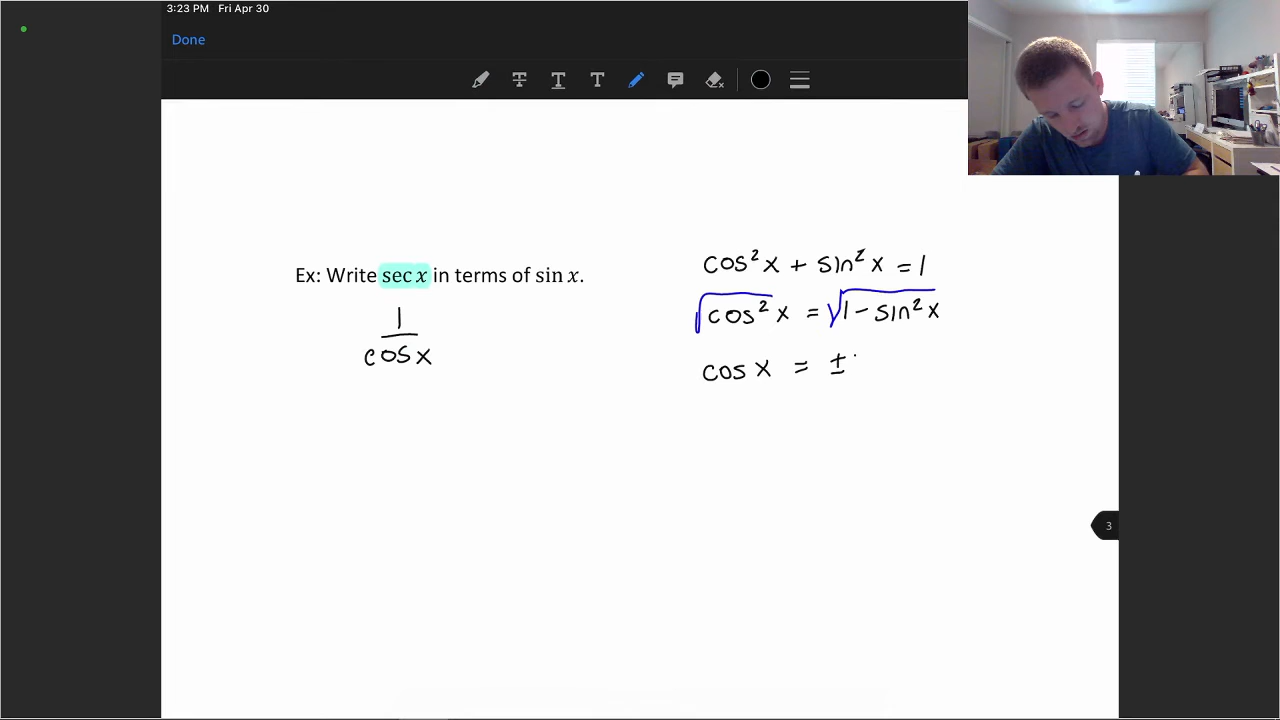 3:23 PM Fri Apr 30
Done
T T T
Ex: Write sec x in terms of sin x.
1
cos x
cos² x + sin² x = 1
√cos² x = √1 - sin² x
cos x = ±
3